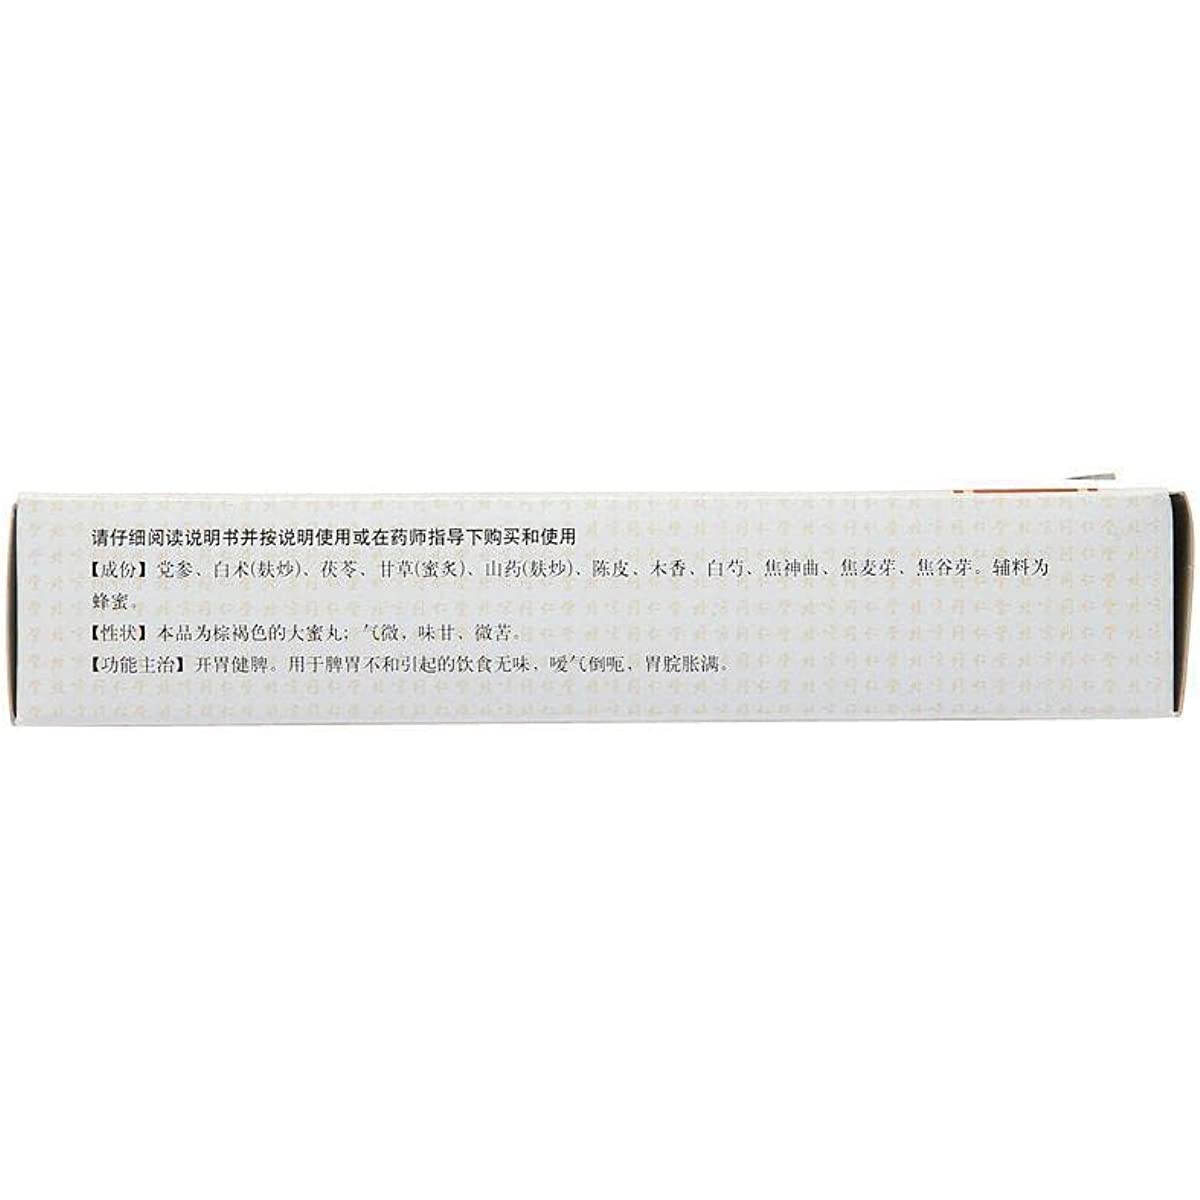 请仔细阅读说明书并按说明使用或在药师指导下购买和使用
【成份】党参、白术(麸炒)、茯苓、甘草(蜜炙)、山药(麸炒)、陈皮、木香、白芍、焦神曲、焦麦芽、焦谷芽。辅料为
蜂蜜。
【性状】本品为棕褐色的大蜜丸；气微，味甘、微苦。
【功能主治】开胃健脾。用于脾胃不和引起的饮食无味、嗳气倒呃、胃脘胀满。
北京同仁堂